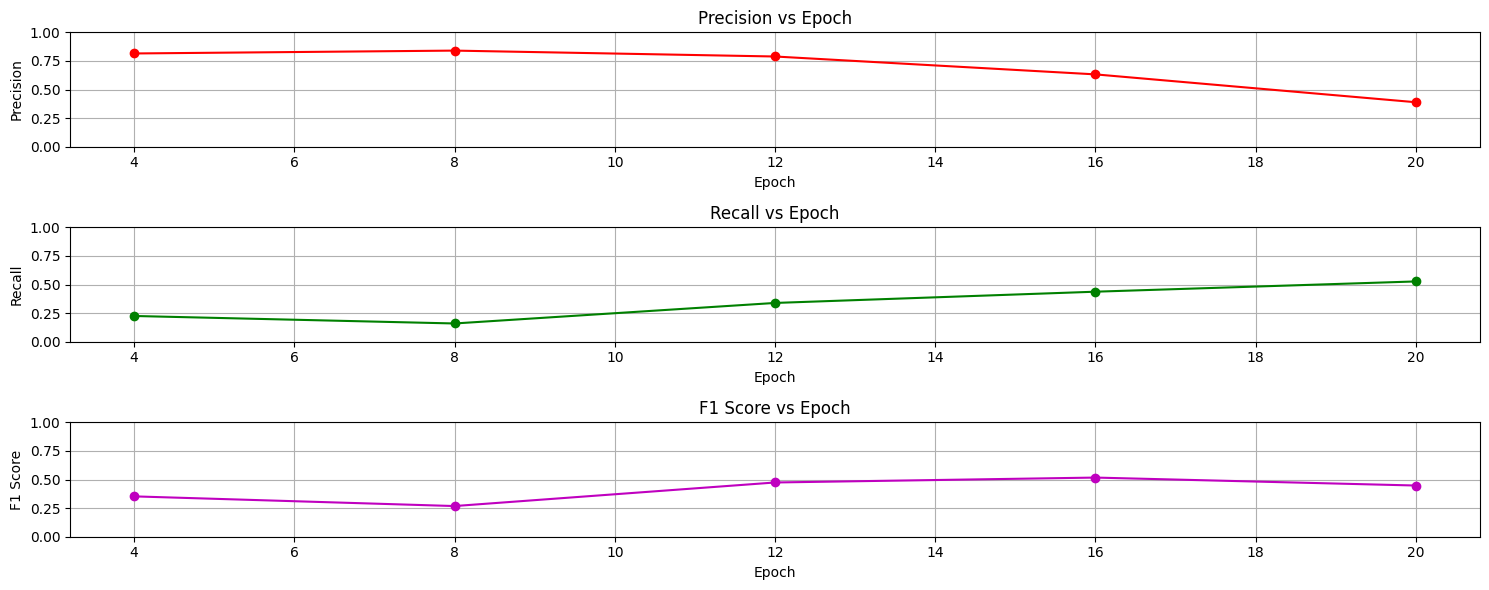 Precision vs Epoch
1.00
0.75
0.50
0.25
0.00
Precision
4 6 8 10 12 14 16 18 20
Epoch
Recall vs Epoch
1.00
0.75
0.50
0.25
0.00
Recall
4 6 8 10 12 14 16 18 20
Epoch
F1 Score vs Epoch
1.00
0.75
0.50
0.25
0.00
F1 Score
4 6 8 10 12 14 16 18 20
Epoch